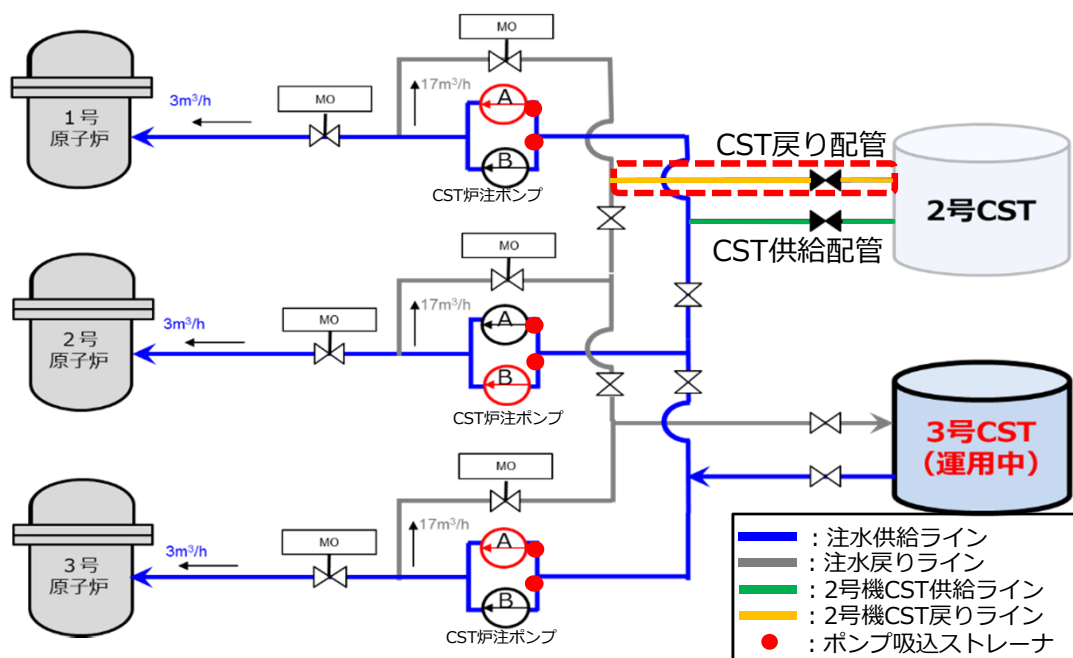 MO
17m³/h
A
B
CST炉注ポンプ
3m³/h
MO
1号
原子炉
CST戻り配管
2号CST
CST供給配管
MO
17m³/h
A
B
CST炉注ポンプ
3m³/h
MO
2号
原子炉
3号CST
(運用中)
MO
17m³/h
A
B
CST炉注ポンプ
3m³/h
MO
3号
原子炉
：注水供給ライン
：注水戻りライン
：2号機CST供給ライン
：2号機CST戻りライン
：ポンプ吸込ストレーナ